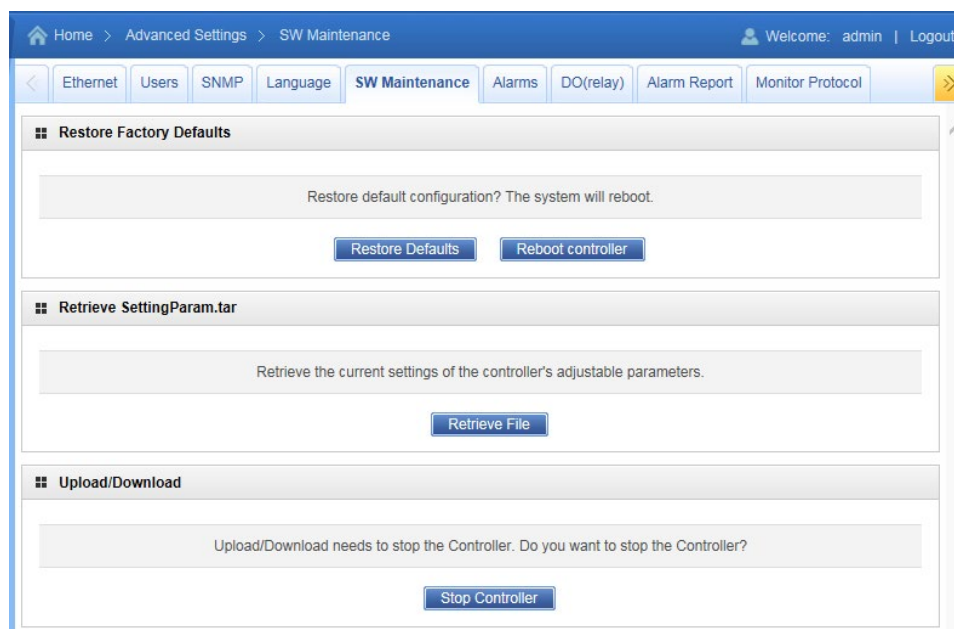 Home > Advanced Settings > SW Maintenance Welcome: admin | Logout
Ethernet Users SNMP Language SW Maintenance Alarms DO(relay) Alarm Report Monitor Protocol
Restore Factory Defaults
Restore default configuration? The system will reboot.
Restore Defaults Reboot controller
Retrieve SettingParam.tar
Retrieve the current settings of the controller's adjustable parameters.
Retrieve File
Upload/Download
Upload/Download needs to stop the Controller. Do you want to stop the Controller?
Stop Controller